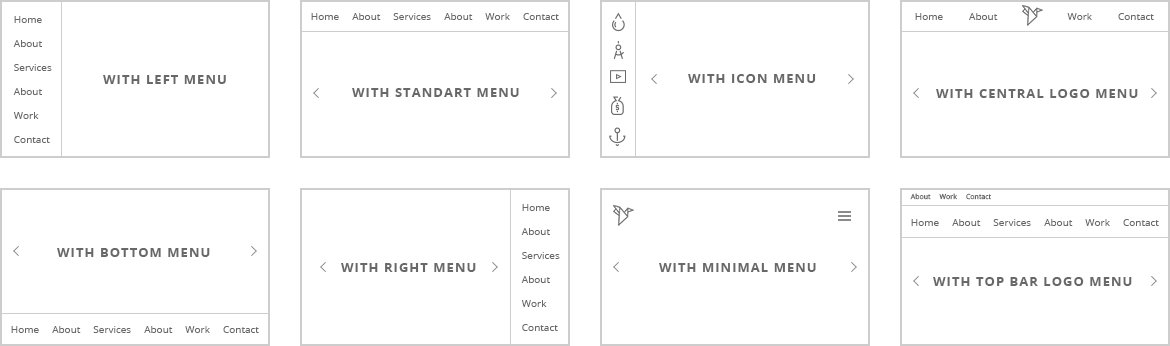 Home
About
Services
About
Work
Contact
WITH LEFT MENU
Home About Services About Work Contact
WITH STANDART MENU
WITH ICON MENU
Home About Work Contact
WITH CENTRAL LOGO MENU
WITH BOTTOM MENU
Home About Services About Work Contact
WITH RIGHT MENU
Home
About
Services
About
Work
Contact
WITH MINIMAL MENU
About Work Contact
Home About Services About Work Contact
WITH TOP BAR LOGO MENU